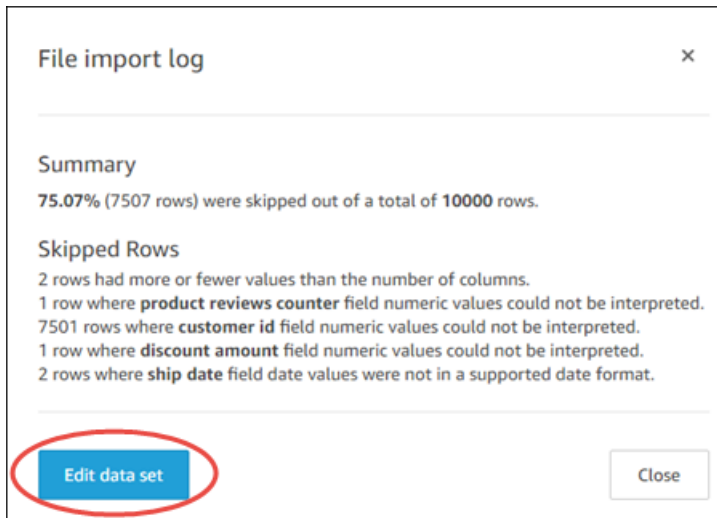 File import log
×
Summary
75.07% (7507 rows) were skipped out of a total of 10000 rows.
Skipped Rows
2 rows had more or fewer values than the number of columns.
1 row where product reviews counter field numeric values could not be interpreted.
7501 rows where customer id field numeric values could not be interpreted.
1 row where discount amount field numeric values could not be interpreted.
2 rows where ship date field date values were not in a supported date format.
Edit data set
Close